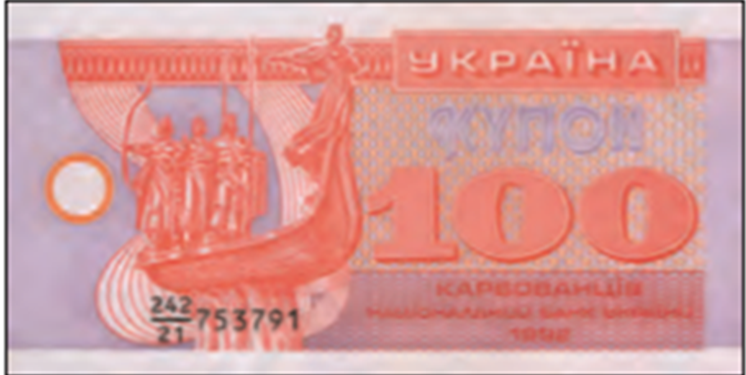 УКРАЇНА
КУПОН
100
КАРБОВАНЦІВ
НАЦІОНАЛЬНИЙ БАНК УКРАЇНИ
1992
242
21 753791